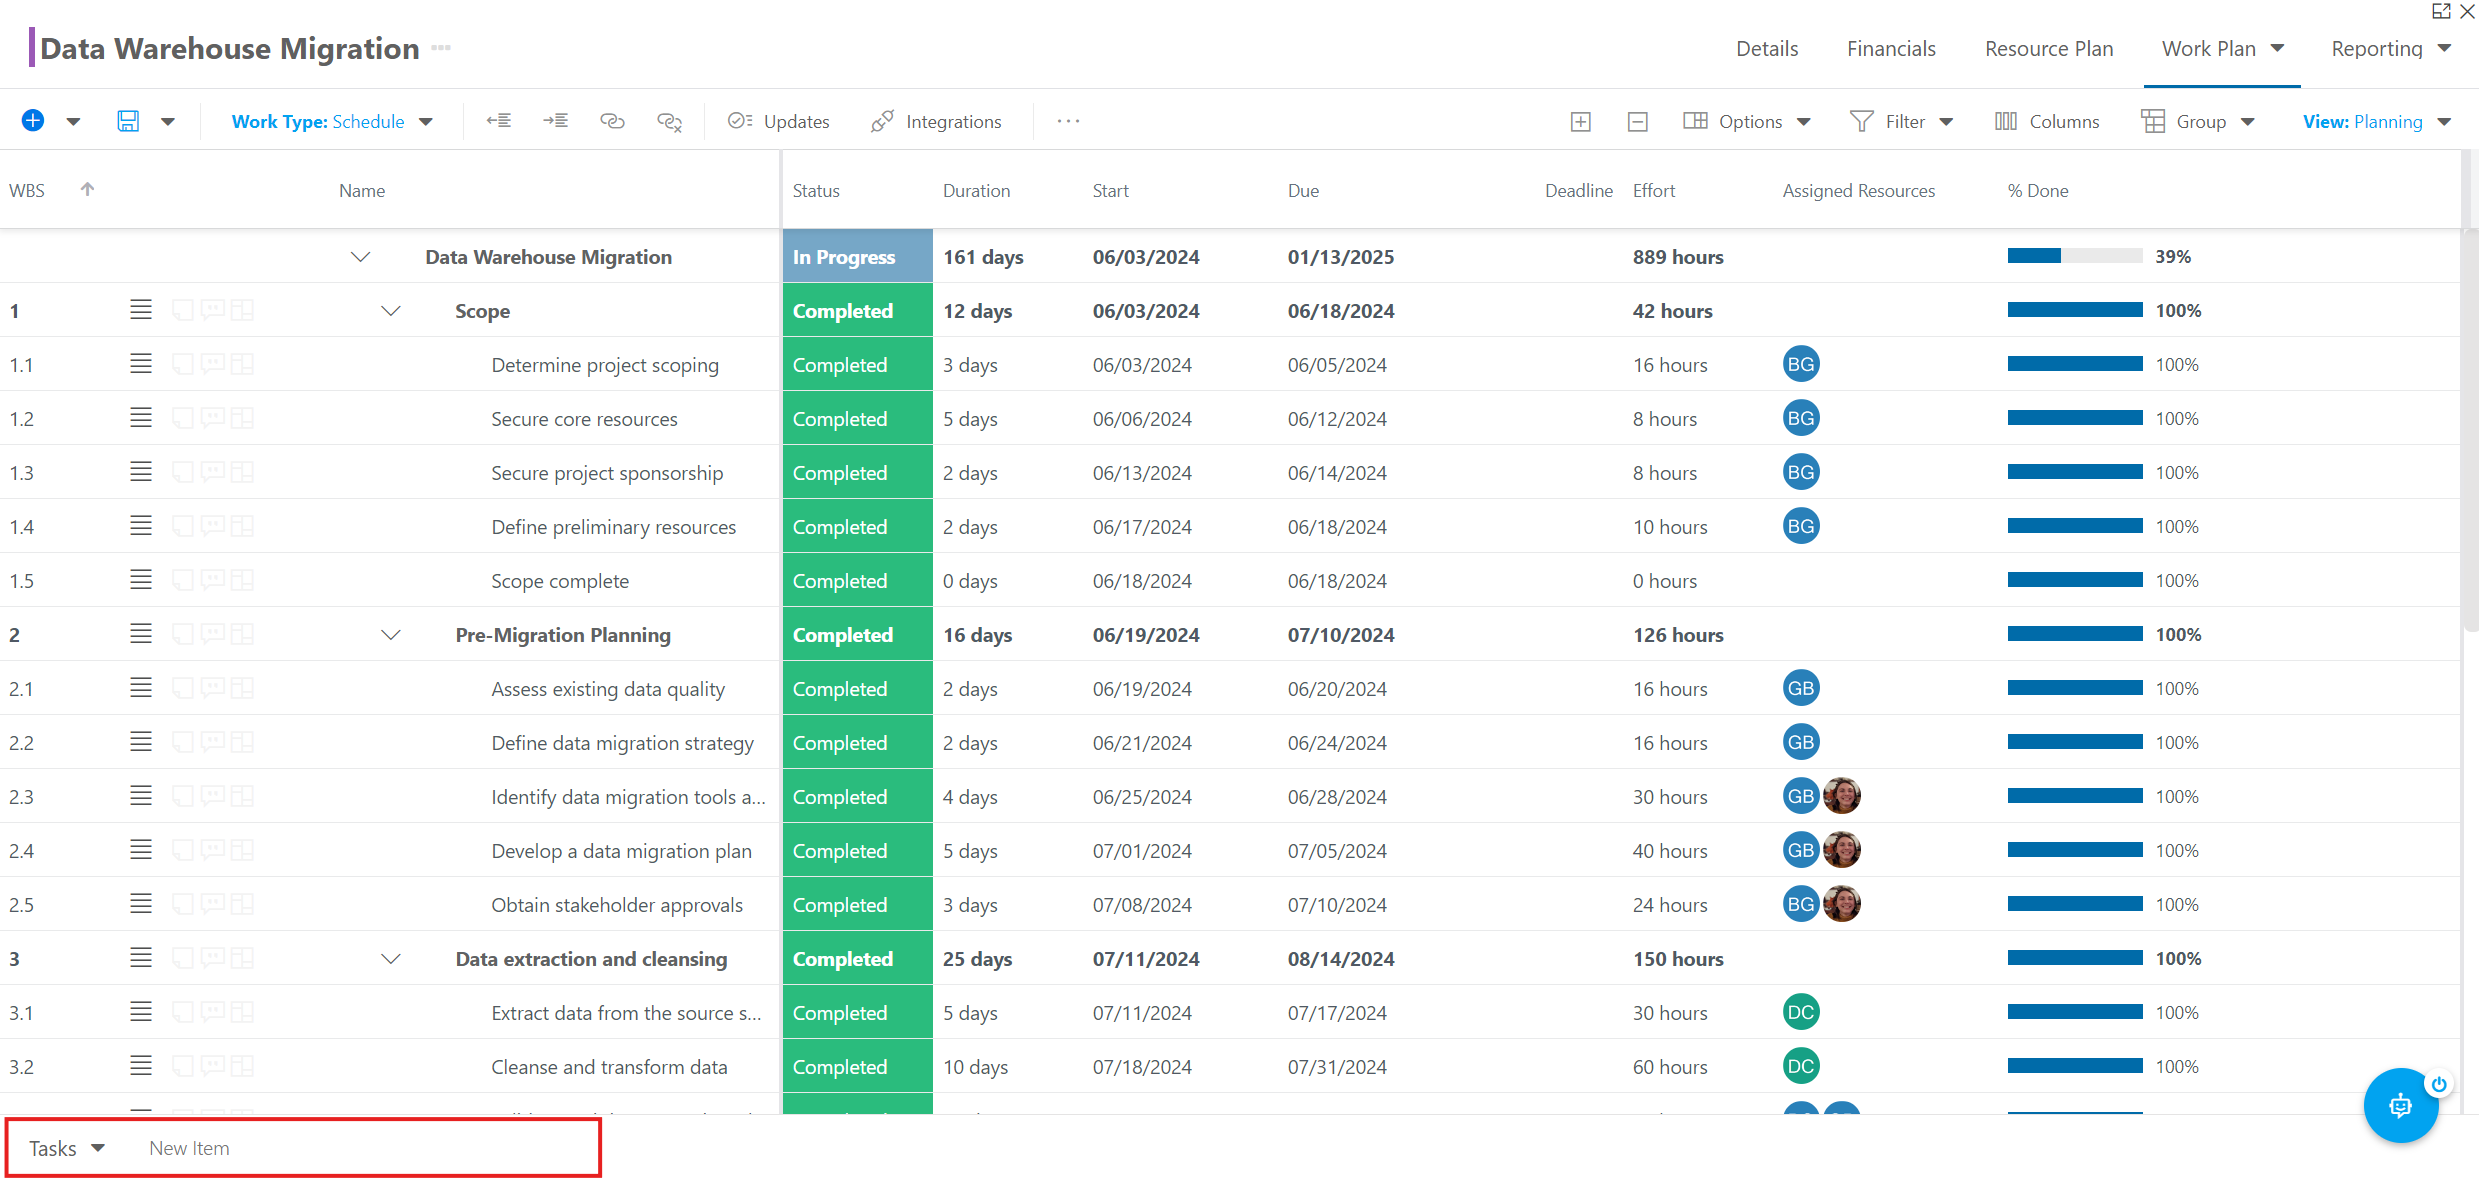 Data Warehouse Migration ···
Details Financials Resource Plan Work Plan Reporting
Work Type: Schedule Updates Integrations ··· Options Filter Columns Group View: Planning
WBS Name Status Duration Start Due Deadline Effort Assigned Resources % Done
Data Warehouse Migration In Progress 161 days 06/03/2024 01/13/2025 889 hours 39%
1 Scope Completed 12 days 06/03/2024 06/18/2024 42 hours 100%
1.1 Determine project scoping Completed 3 days 06/03/2024 06/05/2024 16 hours BG 100%
1.2 Secure core resources Completed 5 days 06/06/2024 06/12/2024 8 hours BG 100%
1.3 Secure project sponsorship Completed 2 days 06/13/2024 06/14/2024 8 hours BG 100%
1.4 Define preliminary resources Completed 2 days 06/17/2024 06/18/2024 10 hours BG 100%
1.5 Scope complete Completed 0 days 06/18/2024 06/18/2024 0 hours 100%
2 Pre-Migration Planning Completed 16 days 06/19/2024 07/10/2024 126 hours 100%
2.1 Assess existing data quality Completed 2 days 06/19/2024 06/20/2024 16 hours GB 100%
2.2 Define data migration strategy Completed 2 days 06/21/2024 06/24/2024 16 hours GB 100%
2.3 Identify data migration tools a... Completed 4 days 06/25/2024 06/28/2024 30 hours GB 100%
2.4 Develop a data migration plan Completed 5 days 07/01/2024 07/05/2024 40 hours GB 100%
2.5 Obtain stakeholder approvals Completed 3 days 07/08/2024 07/10/2024 24 hours BG 100%
3 Data extraction and cleansing Completed 25 days 07/11/2024 08/14/2024 150 hours 100%
3.1 Extract data from the source s... Completed 5 days 07/11/2024 07/17/2024 30 hours DC 100%
3.2 Cleanse and transform data Completed 10 days 07/18/2024 07/31/2024 60 hours DC 100%
Tasks New Item